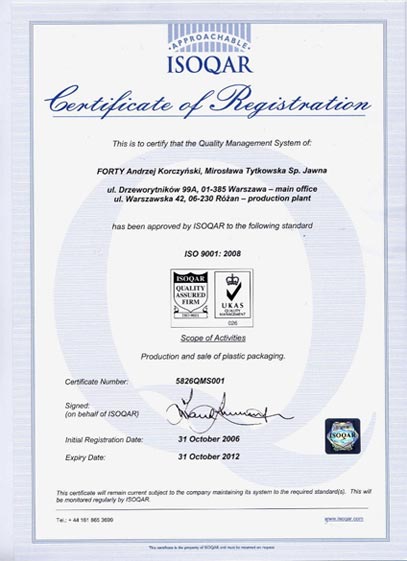 APPROACHABLE
ISOQAR
Certificate of Registration
This is to certify that the Quality Management System of:
FORTY Andrzej Korczyński, Mirosława Tytkowska Sp. Jawna
ul. Drzeworytników 99A, 01-385 Warszawa – main office
ul. Warszawska 42, 06-230 Różan – production plant
has been approved by ISOQAR to the following standard
ISO 9001: 2008
ISOQAR
QUALITY
ASSURED
FIRM
UKAS
QUALITY
MANAGEMENT
026
Scope of Activities
Production and sale of plastic packaging.
Certificate Number: 5826QMS001
Signed:
(on behalf of ISOQAR)
ISOQAR
Initial Registration Date: 31 October 2006
Expiry Date: 31 October 2012
This certificate will remain current subject to the company maintaining its system to the required standard(s). This will
be monitored regularly by ISOQAR.
Tel.: + 44 161 865 3699 www.isoqar.com
This certificate is the property of ISOQAR and must be returned on request